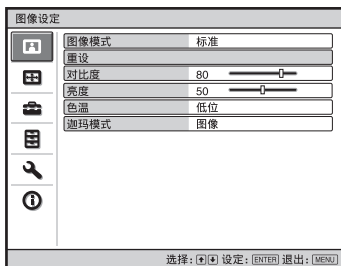 图像设定
图像模式 标准
重设
对比度 80
亮度 50
色温 低位
迦玛模式 图像
选择: 设定: ENTER 退出: MENU